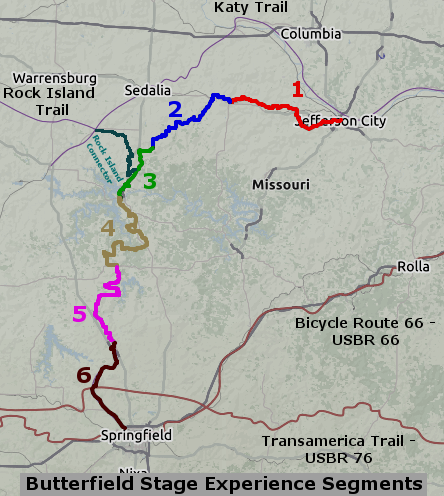 Katy Trail
Columbia
Warrensburg
Rock Island
Trail
Sedalia
1
2
Jefferson City
Rock Island
connector
3
Missouri
4
Rolla
5
Bicycle Route 66 -
USBR 66
6
Springfield
Transamerica Trail -
USBR 76
Nixa
Butterfield Stage Experience Segments